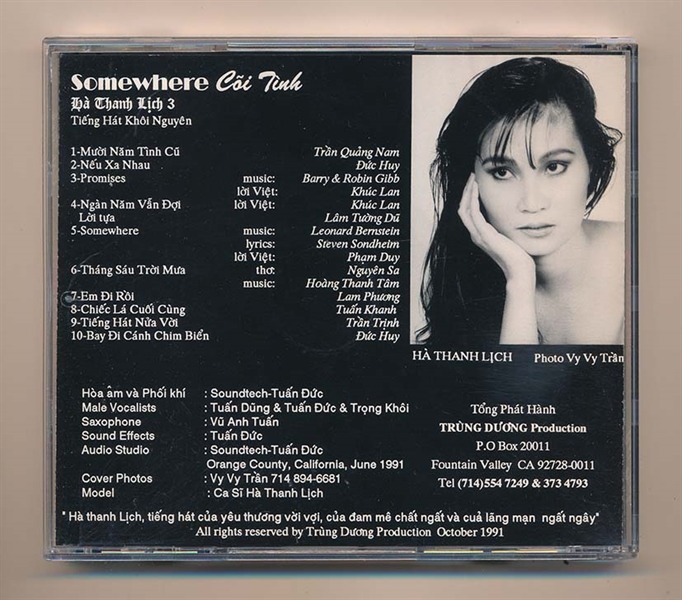 Somewhere Cõi Tình
Hà Thanh Lịch 3
Tiếng Hát Khôi Nguyên
1-Mười Năm Tình Cũ Trần Quảng Nam
2-Nếu Xa Nhau Đức Huy
3-Promises music: Barry & Robin Gibb
lời Việt: Khúc Lan
4-Ngàn Năm Vẫn Đợi lời Việt: Khúc Lan
Lời tựa Lâm Tường Dũ
5-Somewhere music: Leonard Bernstein
lyrics: Steven Sondheim
lời Việt: Phạm Duy
6-Tháng Sáu Trời Mưa thơ: Nguyên Sa
music: Hoàng Thanh Tâm
7-Em Đi Rồi Lam Phương
8-Chiếc Lá Cuối Cùng Tuấn Khanh
9-Tiếng Hát Nửa Vời Trần Trịnh
10-Bay Đi Cánh Chim Biển Đức Huy
HÀ THANH LỊCH Photo Vy Vy Trần
Hòa âm và Phối khí : Soundtech-Tuấn Đức
Male Vocalists : Tuấn Dũng & Tuấn Đức & Trọng Khôi
Saxophone : Vũ Anh Tuấn
Sound Effects : Tuấn Đức
Audio Studio : Soundtech-Tuấn Đức
Orange County, California, June 1991
Cover Photos : Vy Vy Trần 714 894-6681
Model : Ca Sĩ Hà Thanh Lịch
Tổng Phát Hành
TRÙNG DƯƠNG Production
P.O Box 20011
Fountain Valley CA 92728-0011
Tel (714)554 7249 & 373 4793
" Hà thanh Lịch, tiếng hát của yêu thương vời vợi, của đam mê chất ngất và cuả lãng mạn ngất ngây"
All rights reserved by Trùng Dương Production October 1991